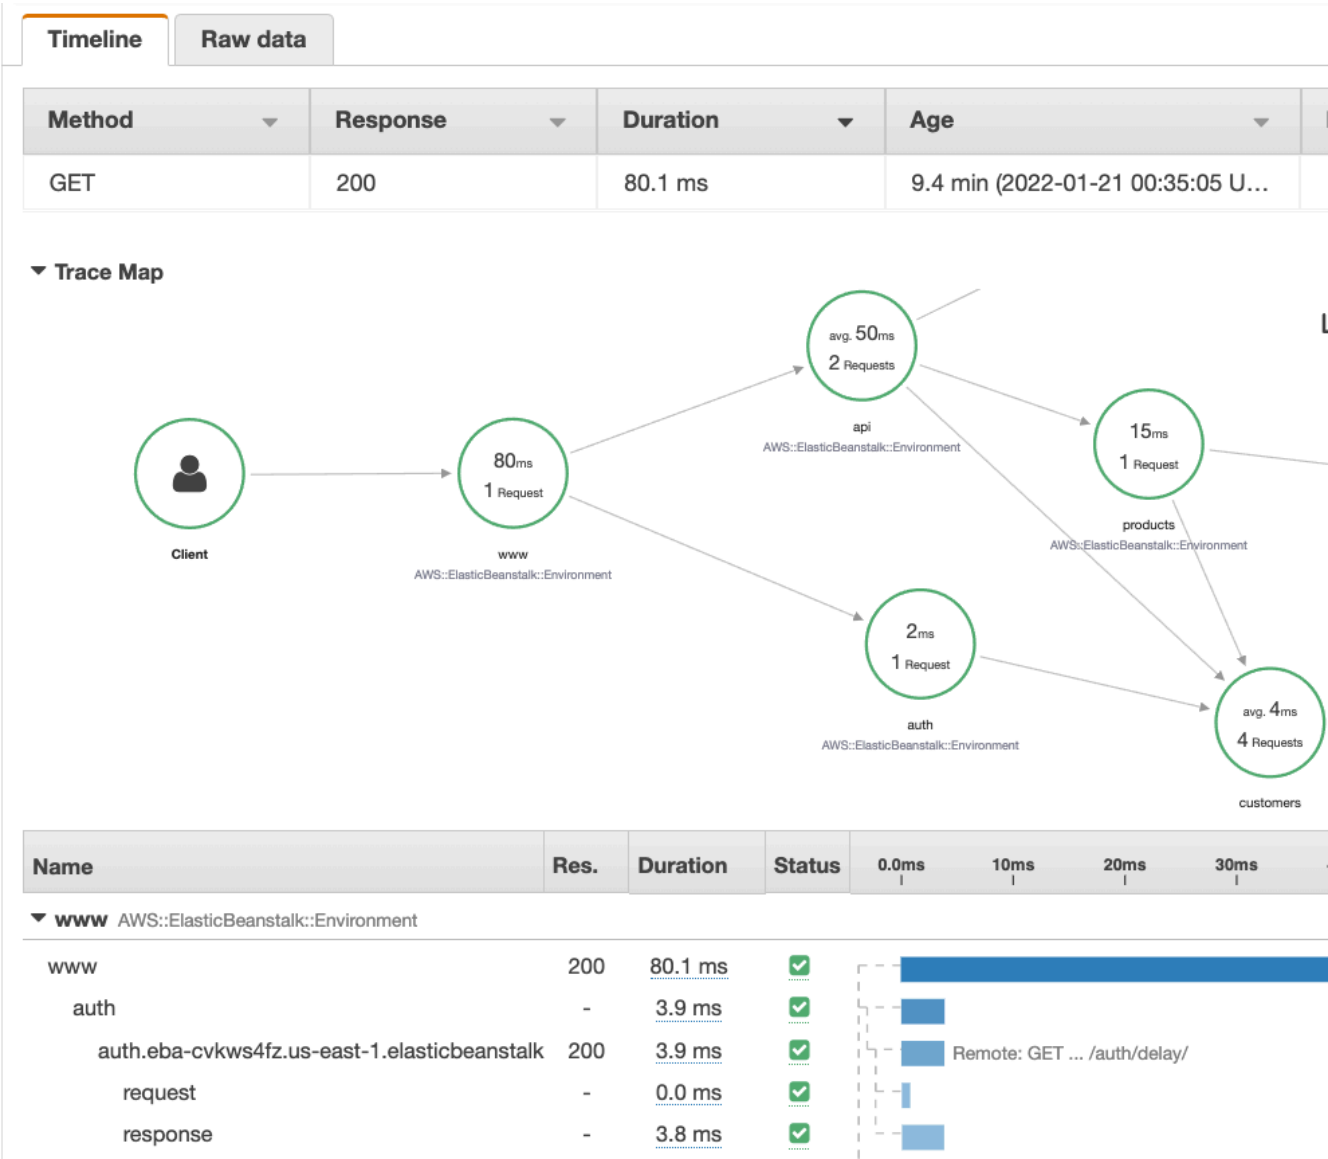 Timeline
Raw data
Method
Response
Duration
Age
GET
200
80.1 ms
9.4 min (2022-01-21 00:35:05 U...
Trace Map
avg. 50ms
2 Requests
api
AWS::ElasticBeanstalk::Environment
15ms
1 Request
products
AWS::ElasticBeanstalk::Environment
Client
80ms
1 Request
www
AWS::ElasticBeanstalk::Environment
2ms
1 Request
auth
AWS::ElasticBeanstalk::Environment
avg. 4ms
4 Requests
customers
Name Res. Duration Status 0.0ms 10ms 20ms 30ms
www AWS::ElasticBeanstalk::Environment
www 200 80.1 ms
auth - 3.9 ms
auth.eba-cvkws4fz.us-east-1.elasticbeanstalk 200 3.9 ms Remote: GET ... /auth/delay/
request - 0.0 ms
response - 3.8 ms